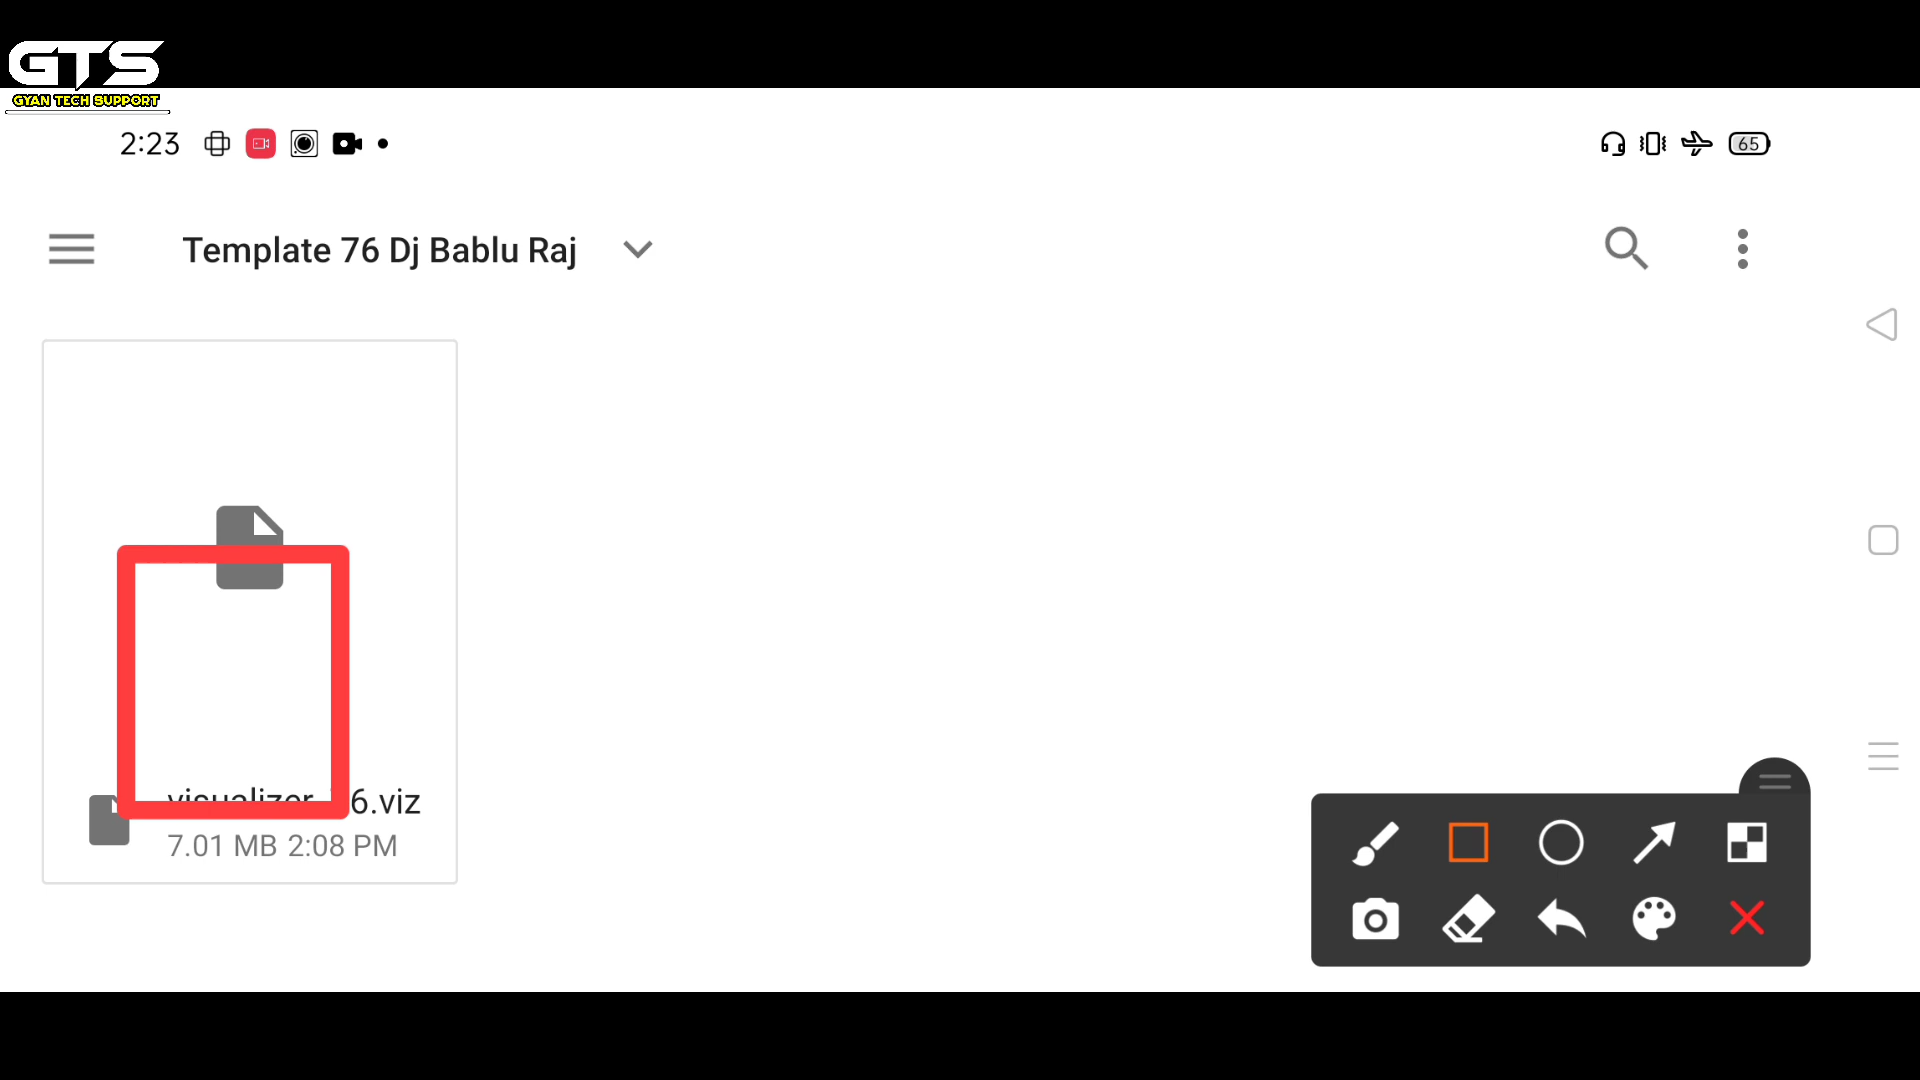 GTS
GYAN TECH SUPPORT
2:23
65
Template 76 Dj Bablu Raj
visualizer_76.viz
7.01 MB 2:08 PM